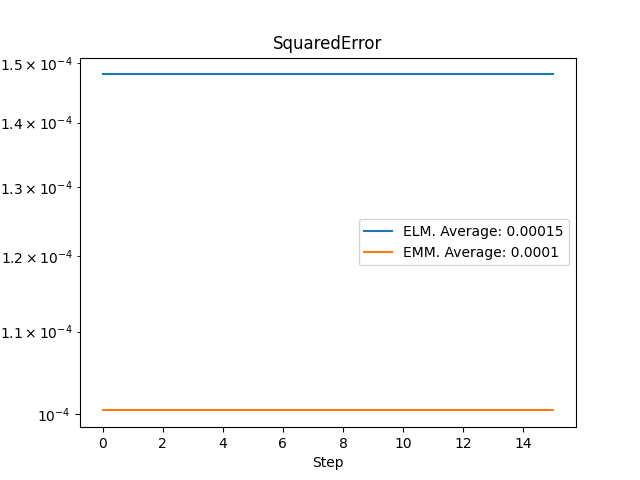 SquaredError
1.5 × 10⁻⁴
1.4 × 10⁻⁴
1.3 × 10⁻⁴
1.2 × 10⁻⁴
1.1 × 10⁻⁴
10⁻⁴
ELM. Average: 0.00015
EMM. Average: 0.0001
0 2 4 6 8 10 12 14
Step